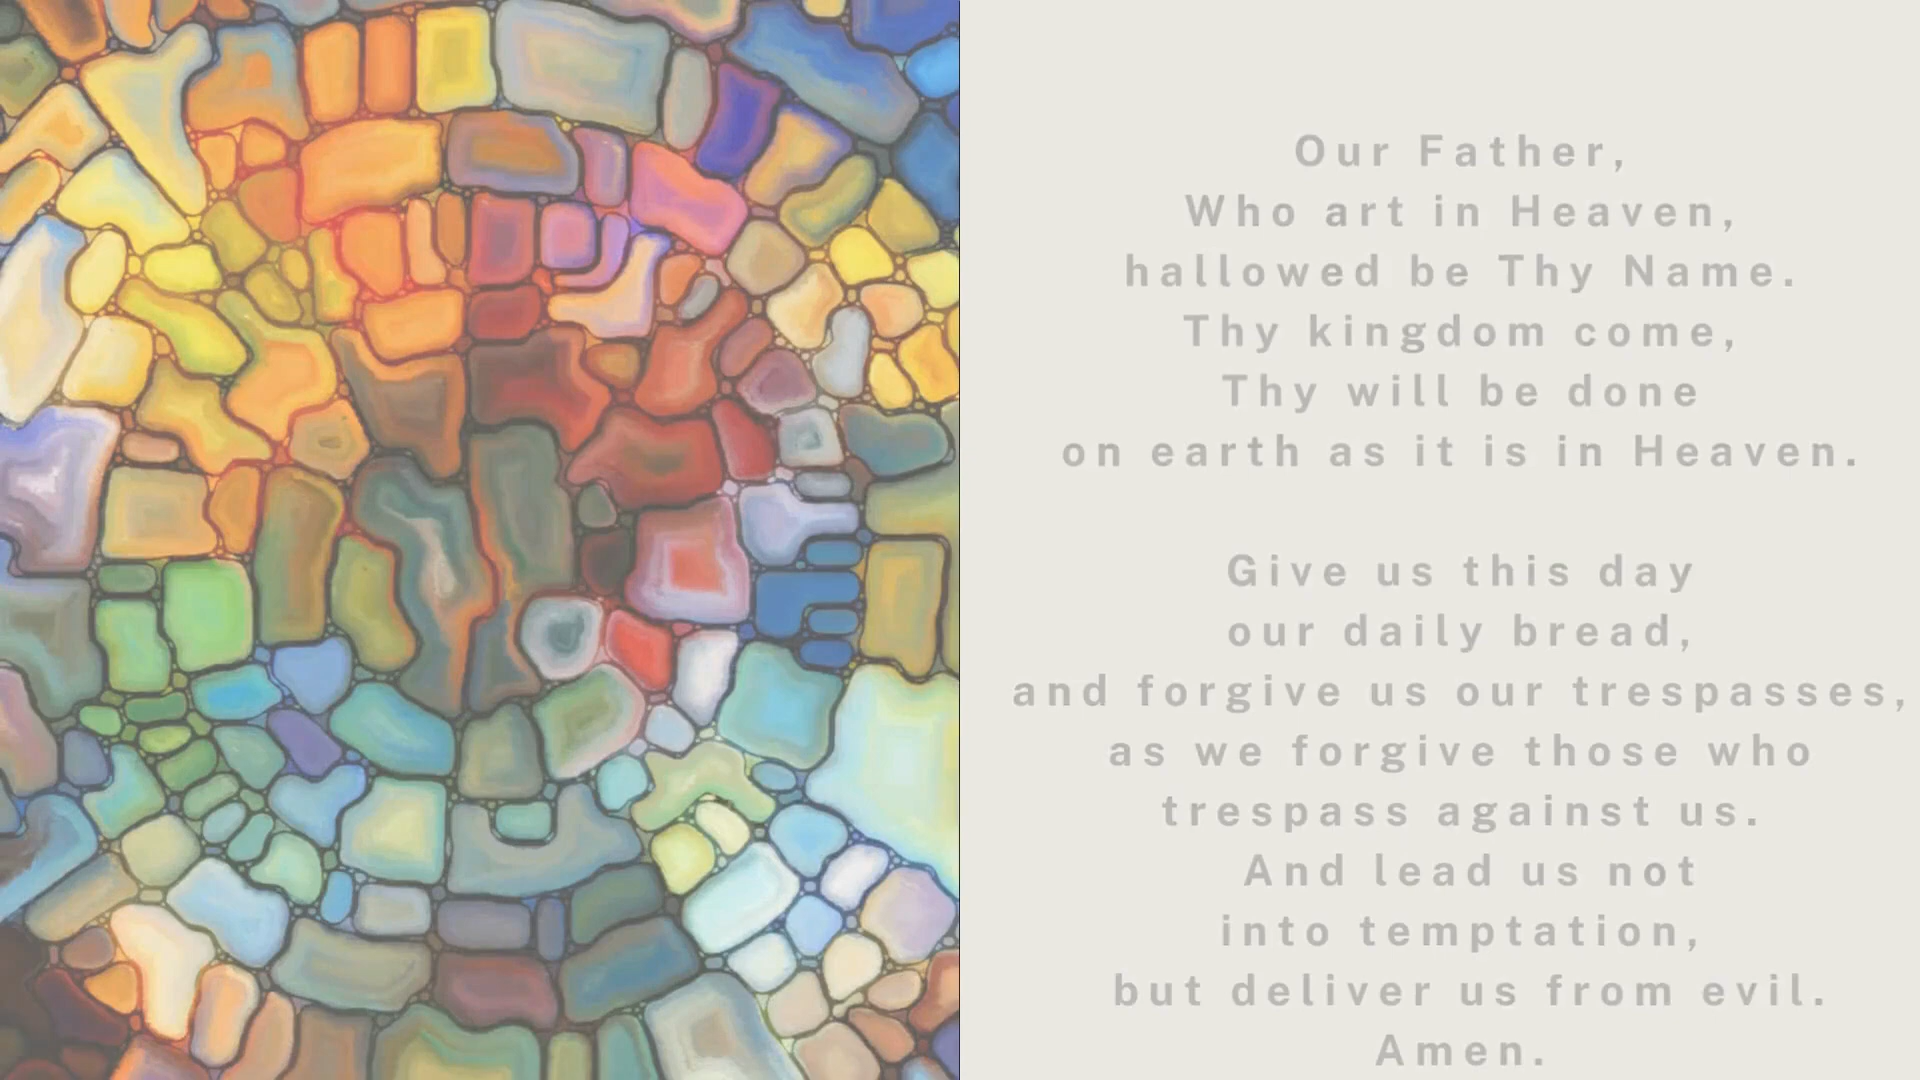 Our Father,
Who art in Heaven,
hallowed be Thy Name.
Thy kingdom come,
Thy will be done
on earth as it is in Heaven.
Give us this day
our daily bread,
and forgive us our trespasses,
as we forgive those who
trespass against us.
And lead us not
into temptation,
but deliver us from evil.
Amen.